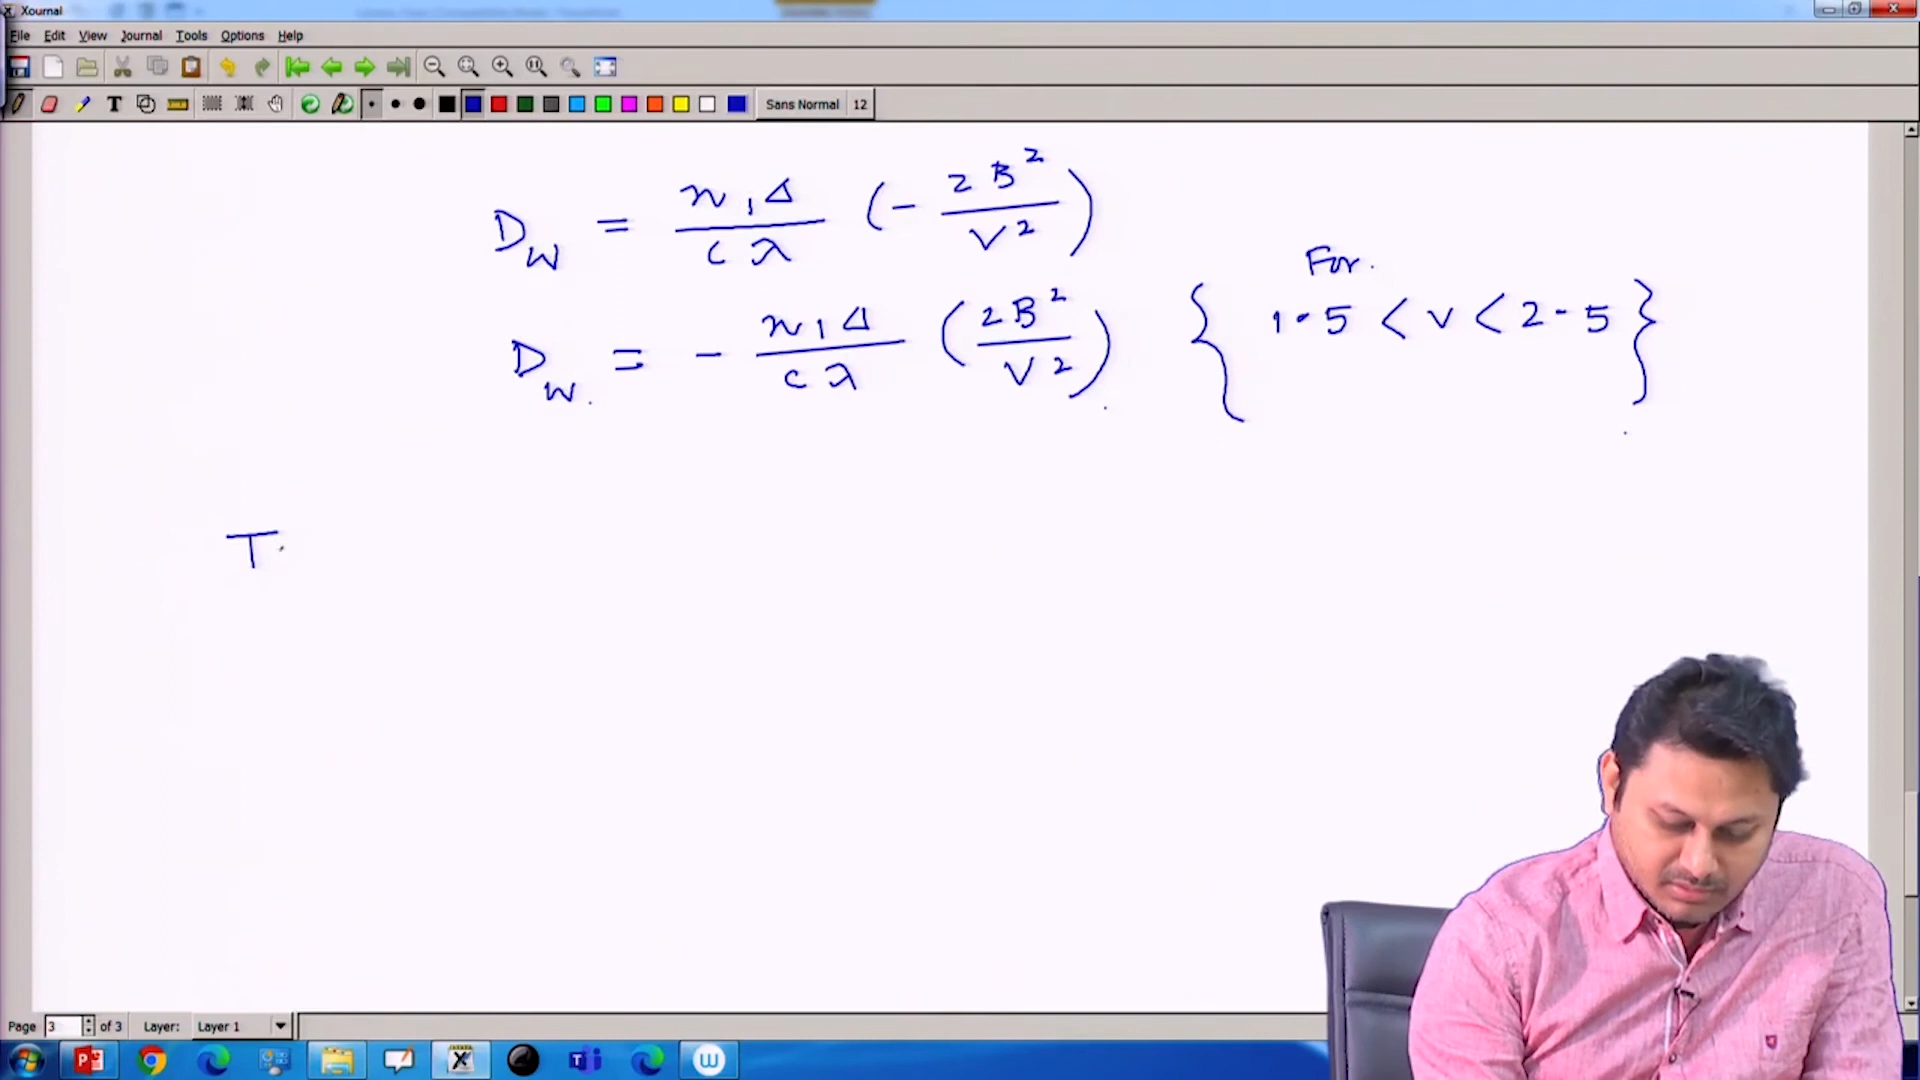 Xournal
File Edit View Journal Tools Options Help
T Sans Normal 12
D_W = n₁Δ / cλ (− 2B² / V²)
For.
D_W. = − n₁Δ / cλ (2B² / V²) { 1·5 < V < 2·5 }
T
Page 3 of 3 Layer: Layer 1